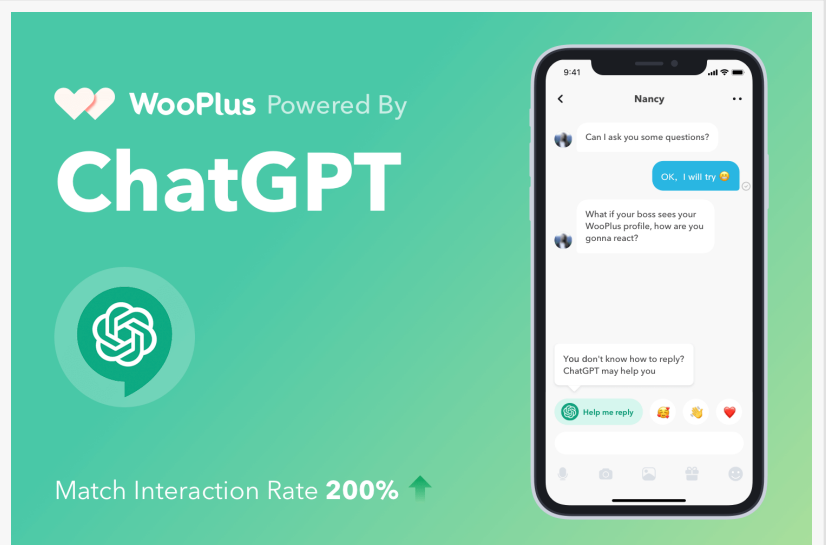 WooPlus Powered By
ChatGPT
Match Interaction Rate 200%
9:41
Nancy
Can I ask you some questions?
OK, I will try
What if your boss sees your
WooPlus profile, how are you
gonna react?
You don't know how to reply?
ChatGPT may help you
Help me reply